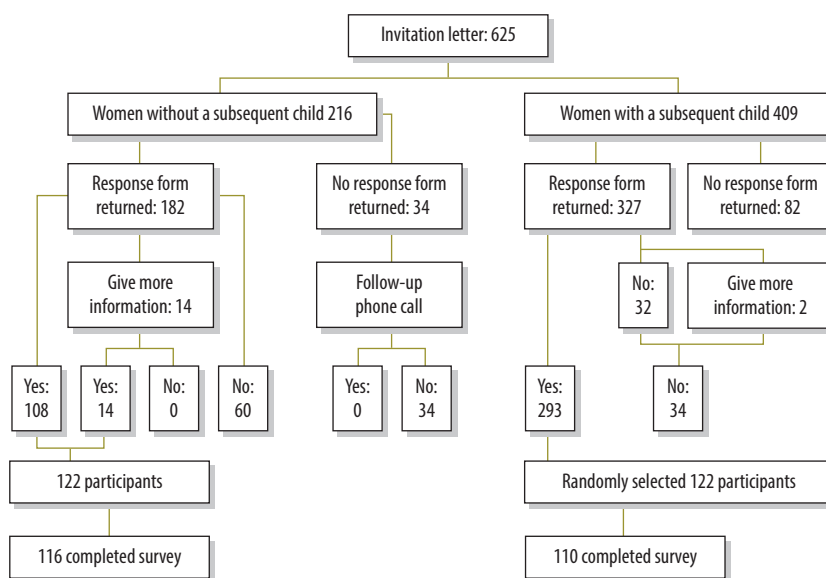 Invitation letter: 625
Women without a subsequent child 216
Women with a subsequent child 409
Response form
returned: 182
No response form
returned: 34
Response form
returned: 327
No response form
returned: 82
Give more
information: 14
Follow-up
phone call
No:
32
Give more
information: 2
Yes:
108
Yes:
14
No:
0
No:
60
Yes:
0
No:
34
Yes:
293
No:
34
122 participants
Randomly selected 122 participants
116 completed survey
110 completed survey